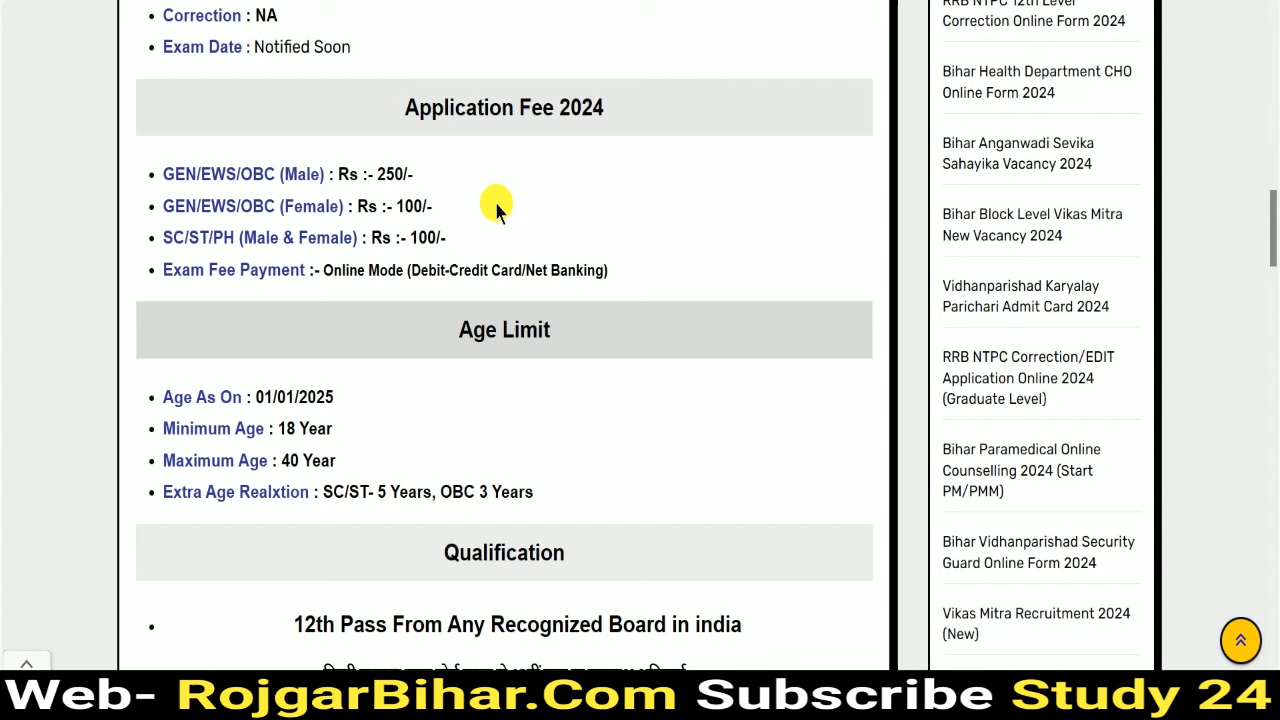 Correction : NA
Exam Date : Notified Soon
Application Fee 2024
GEN/EWS/OBC (Male) : Rs :- 250/-
GEN/EWS/OBC (Female) : Rs :- 100/-
SC/ST/PH (Male & Female) : Rs :- 100/-
Exam Fee Payment :- Online Mode (Debit-Credit Card/Net Banking)
Age Limit
Age As On : 01/01/2025
Minimum Age : 18 Year
Maximum Age : 40 Year
Extra Age Realxtion : SC/ST- 5 Years, OBC 3 Years
Qualification
12th Pass From Any Recognized Board in india
RRB NTPC 12th Level
Correction Online Form 2024
Bihar Health Department CHO
Online Form 2024
Bihar Anganwadi Sevika
Sahayika Vacancy 2024
Bihar Block Level Vikas Mitra
New Vacancy 2024
Vidhanparishad Karyalay
Parichari Admit Card 2024
RRB NTPC Correction/EDIT
Application Online 2024
(Graduate Level)
Bihar Paramedical Online
Counselling 2024 (Start
PM/PMM)
Bihar Vidhanparishad Security
Guard Online Form 2024
Vikas Mitra Recruitment 2024
(New)
Web- RojgarBihar.Com Subscribe Study 24